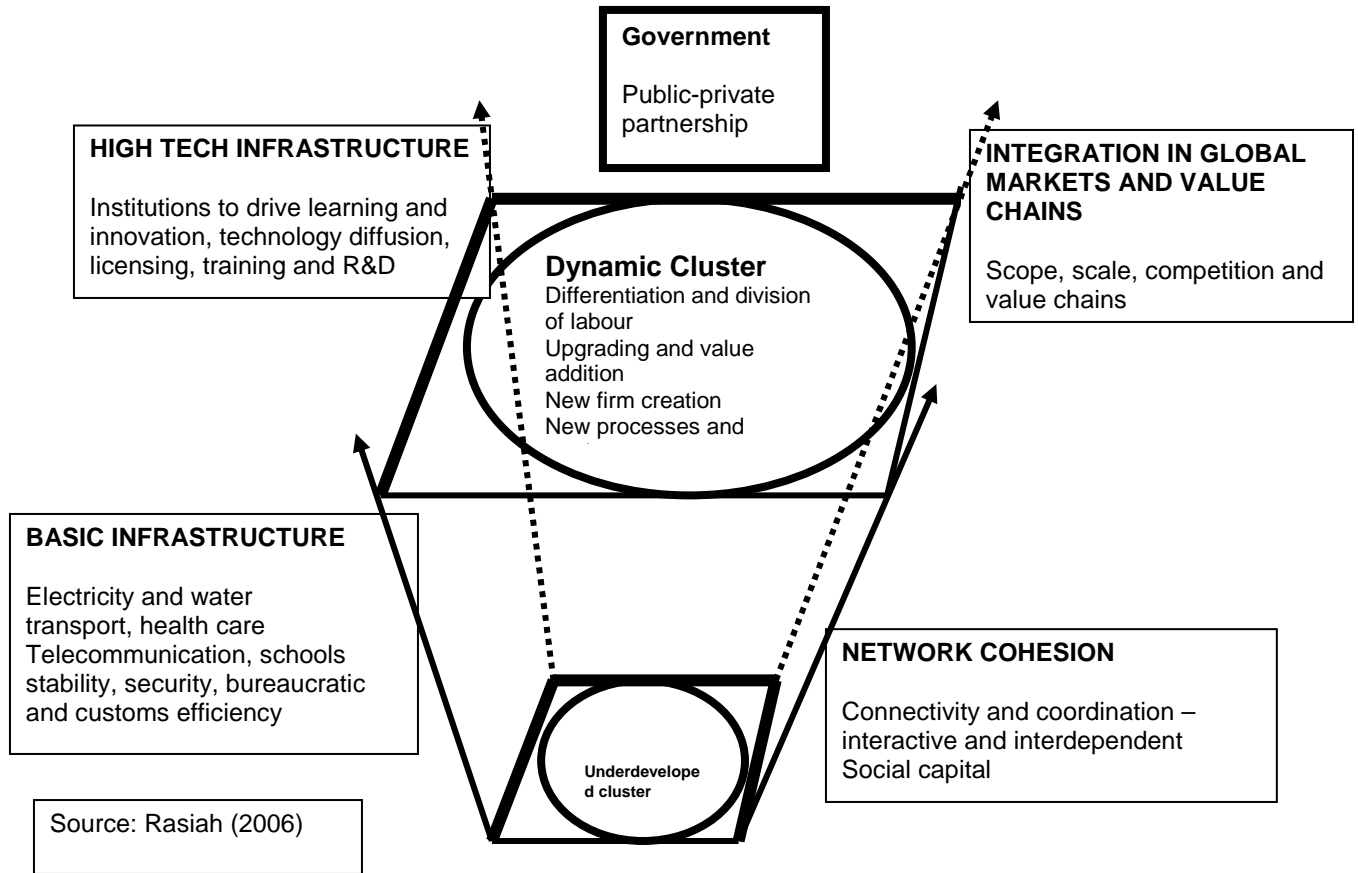 Government
Public-private
partnership
HIGH TECH INFRASTRUCTURE
Institutions to drive learning and
innovation, technology diffusion,
licensing, training and R&D
INTEGRATION IN GLOBAL
MARKETS AND VALUE
CHAINS
Scope, scale, competition and
value chains
Dynamic Cluster
Differentiation and division
of labour
Upgrading and value
addition
New firm creation
New processes and
BASIC INFRASTRUCTURE
Electricity and water
transport, health care
Telecommunication, schools
stability, security, bureaucratic
and customs efficiency
NETWORK COHESION
Connectivity and coordination –
interactive and interdependent
Social capital
Underdevelope
d cluster
Source: Rasiah (2006)